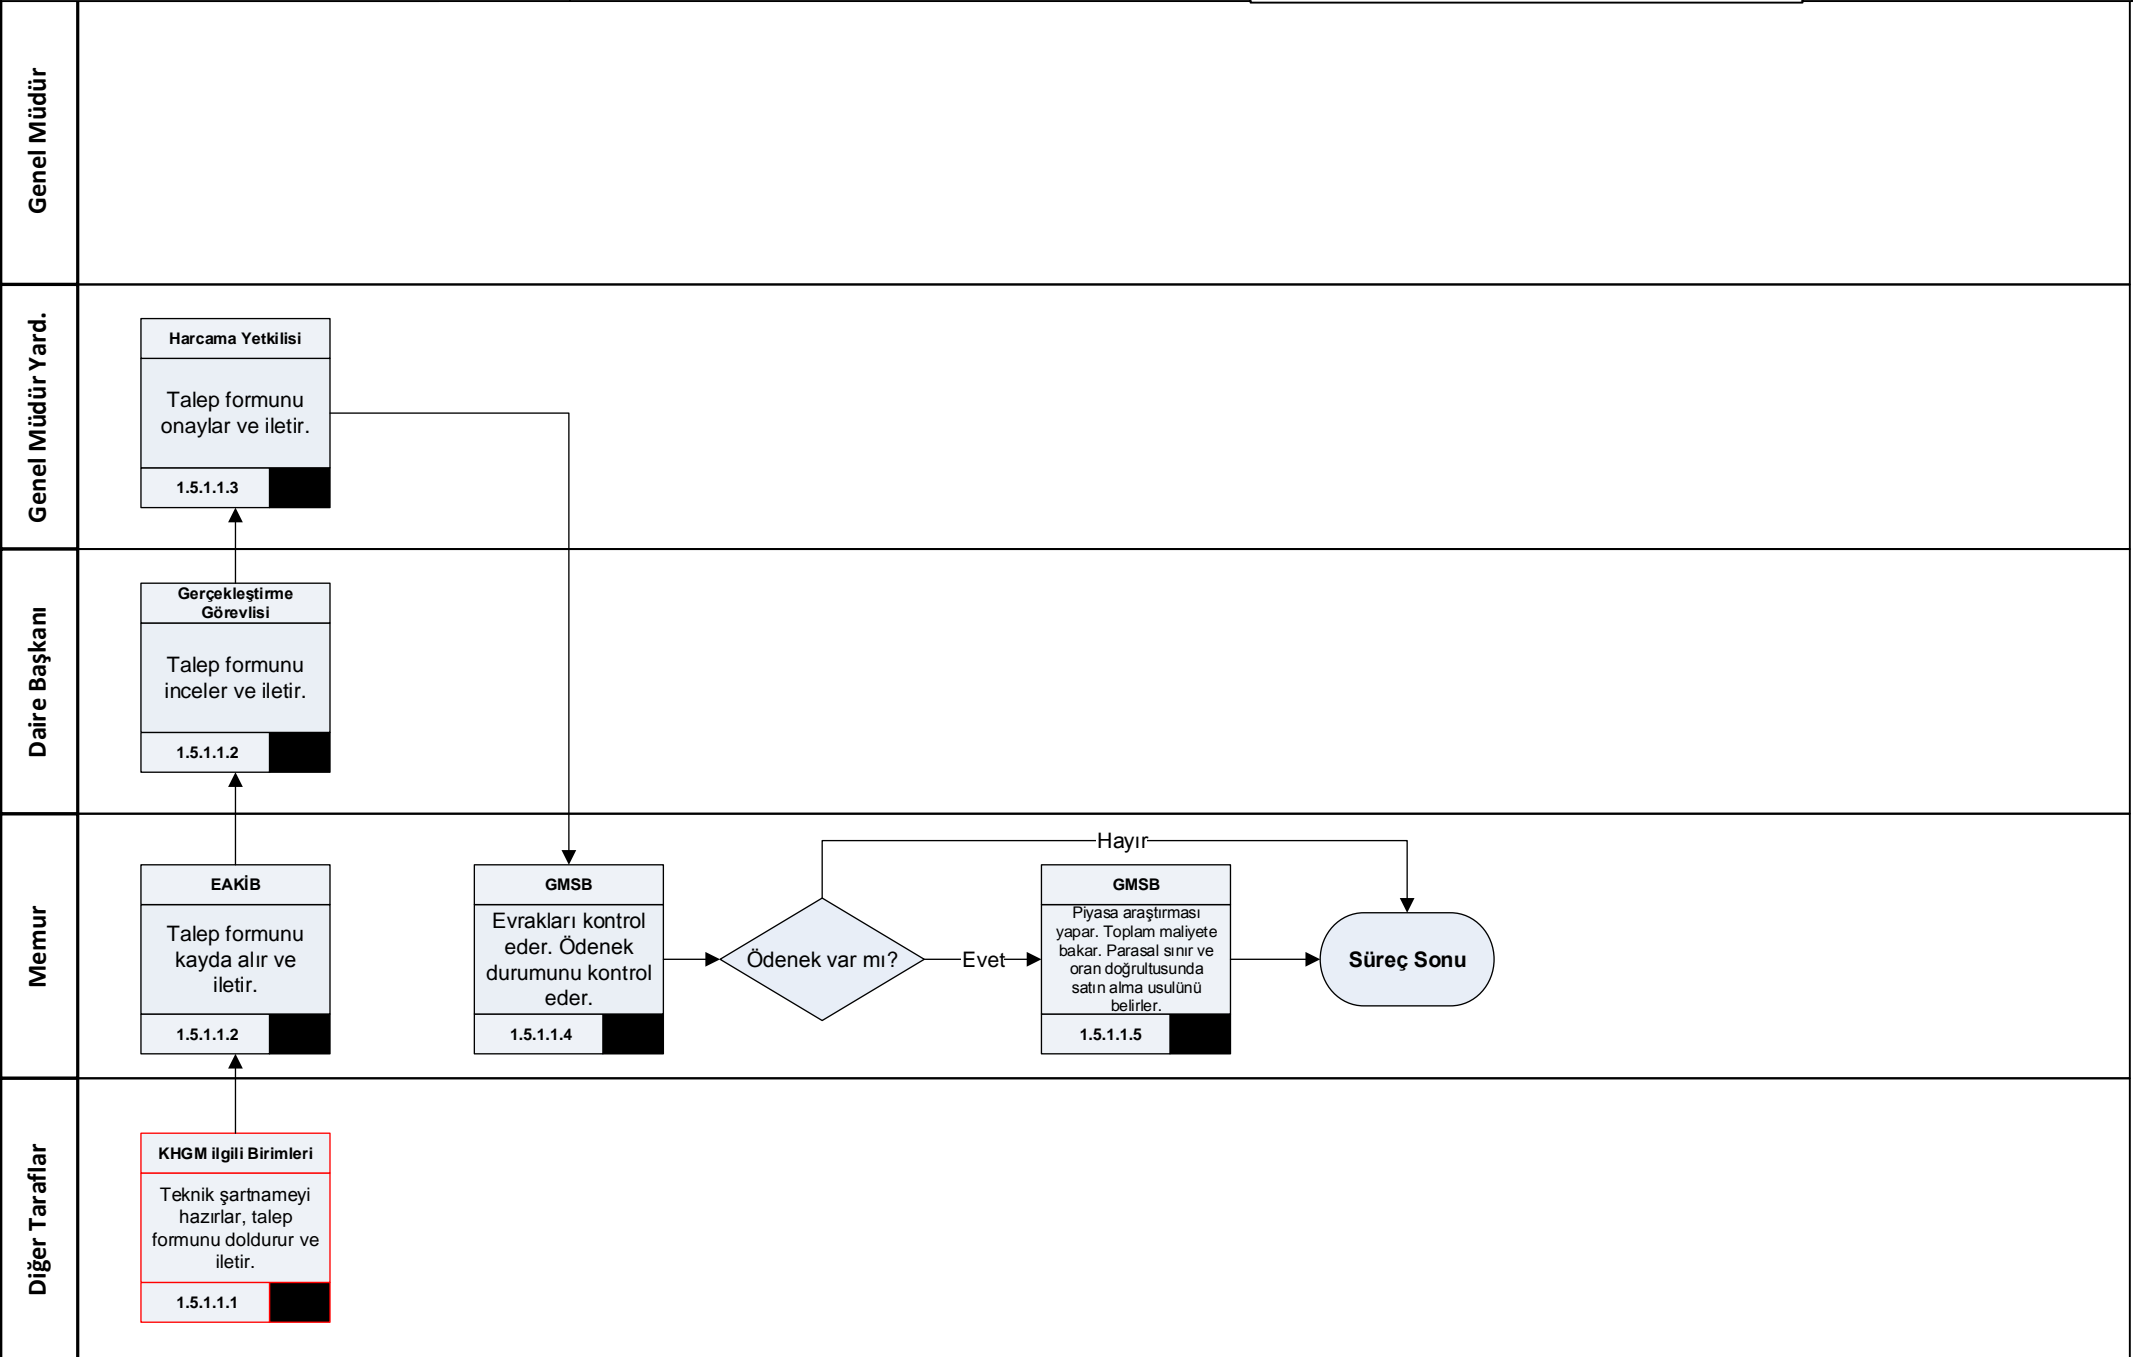 Genel Müdür
Genel Müdür Yard.
Harcama Yetkilisi
Talep formunu
onaylar ve iletir.
1.5.1.1.3
Daire Başkanı
Gerçekleştirme
Görevlisi
Talep formunu
inceler ve iletir.
1.5.1.1.2
Memur
EAKİB
Talep formunu
kayda alır ve
iletir.
1.5.1.1.2
GMSB
Evrakları kontrol
eder. Ödenek
durumunu kontrol
eder.
1.5.1.1.4
Ödenek var mı?
Hayır
Evet
GMSB
Piyasa araştırması
yapar. Toplam maliyete
bakar. Parasal sınır ve
oran doğrultusunda
satın alma usulünü
belirler.
1.5.1.1.5
Süreç Sonu
Diğer Taraflar
KHGM ilgili Birimleri
Teknik şartnameyi
hazırlar, talep
formunu doldurur ve
iletir.
1.5.1.1.1